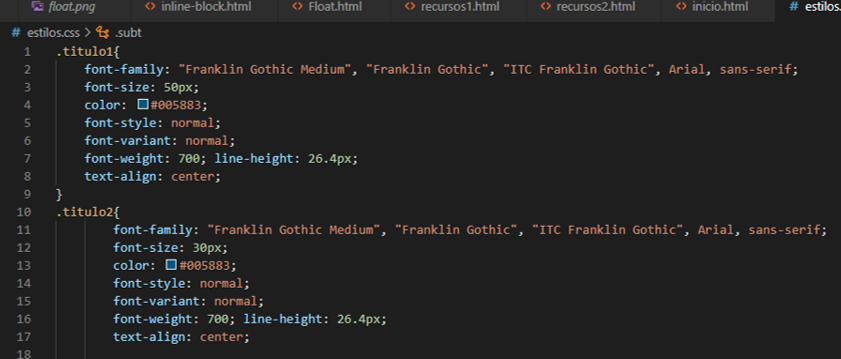 float.png inline-block.html Float.html recursos1.html recursos2.html inicio.html # estilos.
# estilos.css > .subt
1 .titulo1{
2 font-family: "Franklin Gothic Medium", "Franklin Gothic", "ITC Franklin Gothic", Arial, sans-serif;
3 font-size: 50px;
4 color: #005883;
5 font-style: normal;
6 font-variant: normal;
7 font-weight: 700; line-height: 26.4px;
8 text-align: center;
9 }
10 .titulo2{
11 font-family: "Franklin Gothic Medium", "Franklin Gothic", "ITC Franklin Gothic", Arial, sans-serif;
12 font-size: 30px;
13 color: #005883;
14 font-style: normal;
15 font-variant: normal;
16 font-weight: 700; line-height: 26.4px;
17 text-align: center;
18